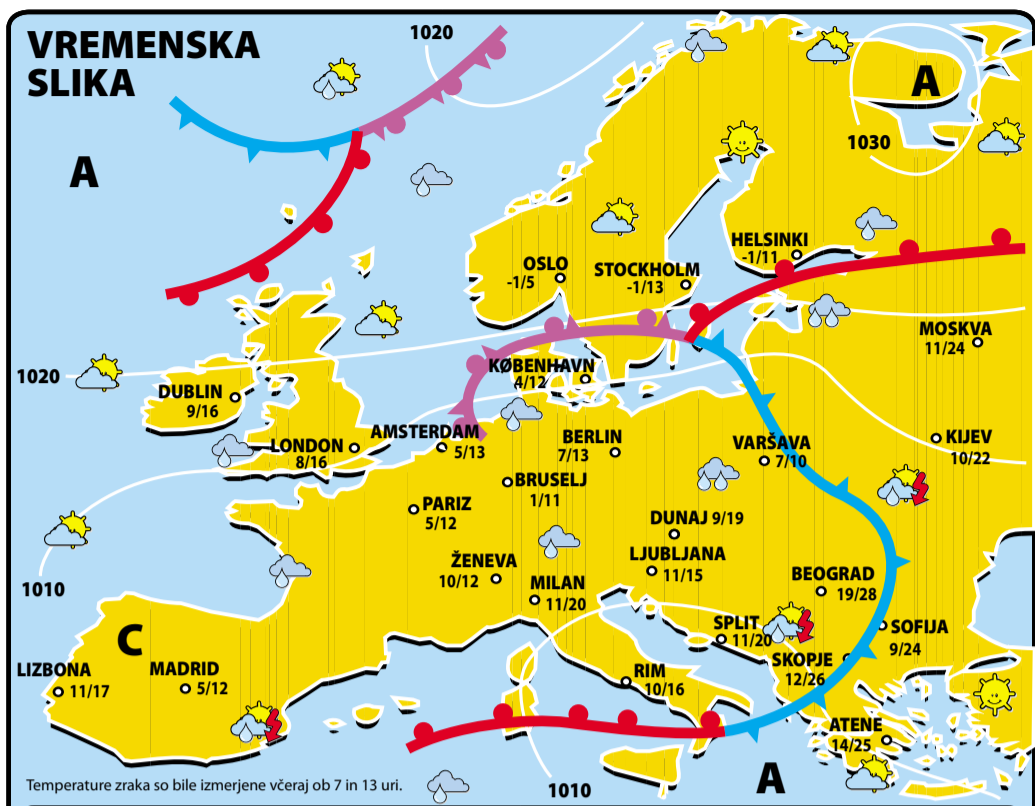 VREMENSKA
SLIKA
1020
A
A
1030
HELSINKI
-1/11
OSLO
-1/5
STOCKHOLM
-1/13
MOSKVA
11/24
1020
KØBENHAVN
4/12
DUBLIN
9/16
AMSTERDAM
5/13
LONDON
8/16
BERLIN
7/13
VARŠAVA
7/10
KIJEV
10/22
BRUSELJ
1/11
PARIZ
5/12
DUNAJ 9/19
LJUBLJANA
11/15
ŽENEVA
10/12
MILAN
11/20
BEOGRAD
19/28
1010
C
SPLIT
11/20
SOFIJA
9/24
SKOPJE
12/26
LIZBONA
11/17
MADRID
5/12
RIM
10/16
ATENE
14/25
A
1010
Temperature zraka so bile izmerjene včeraj ob 7 in 13 uri.